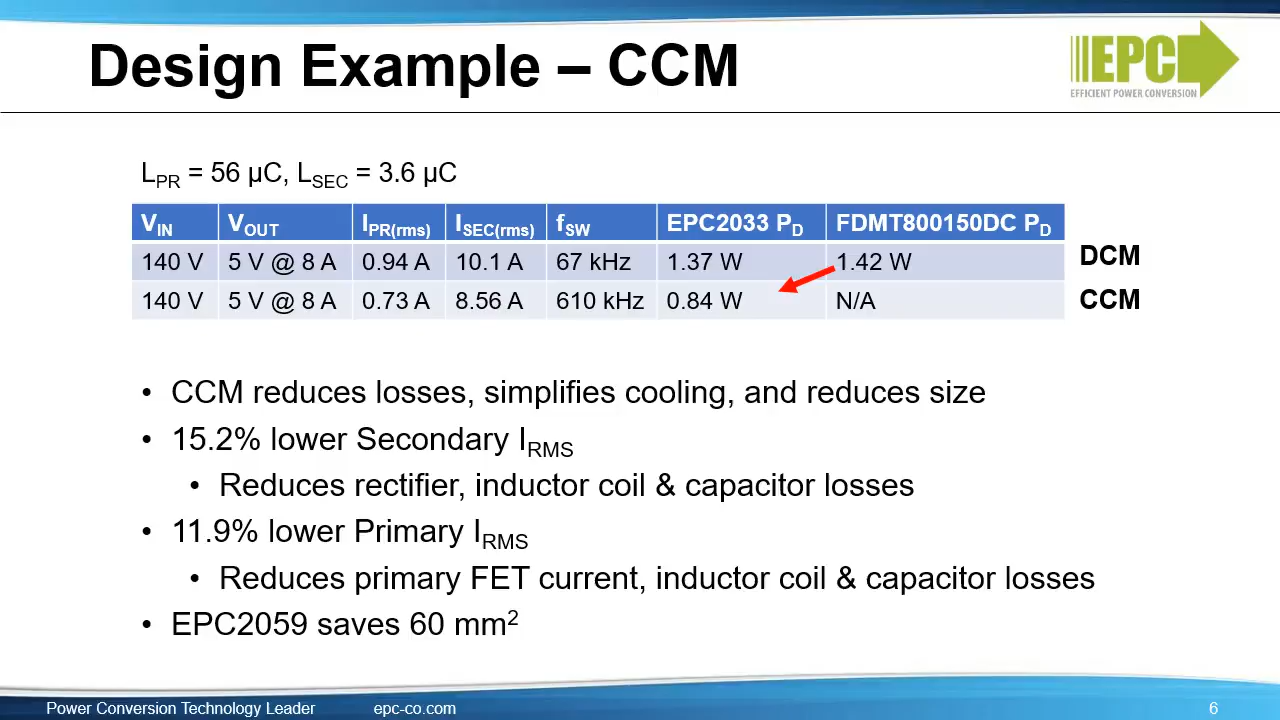 Design Example – CCM
EPC
EFFICIENT POWER CONVERSION
LPR = 56 µC, LSEC = 3.6 µC
VIN VOUT IPR(rms) ISEC(rms) fSW EPC2033 PD FDMT800150DC PD
140 V 5 V @ 8 A 0.94 A 10.1 A 67 kHz 1.37 W 1.42 W DCM
140 V 5 V @ 8 A 0.73 A 8.56 A 610 kHz 0.84 W N/A CCM
• CCM reduces losses, simplifies cooling, and reduces size
• 15.2% lower Secondary IRMS
• Reduces rectifier, inductor coil & capacitor losses
• 11.9% lower Primary IRMS
• Reduces primary FET current, inductor coil & capacitor losses
• EPC2059 saves 60 mm²
Power Conversion Technology Leader epc-co.com 6